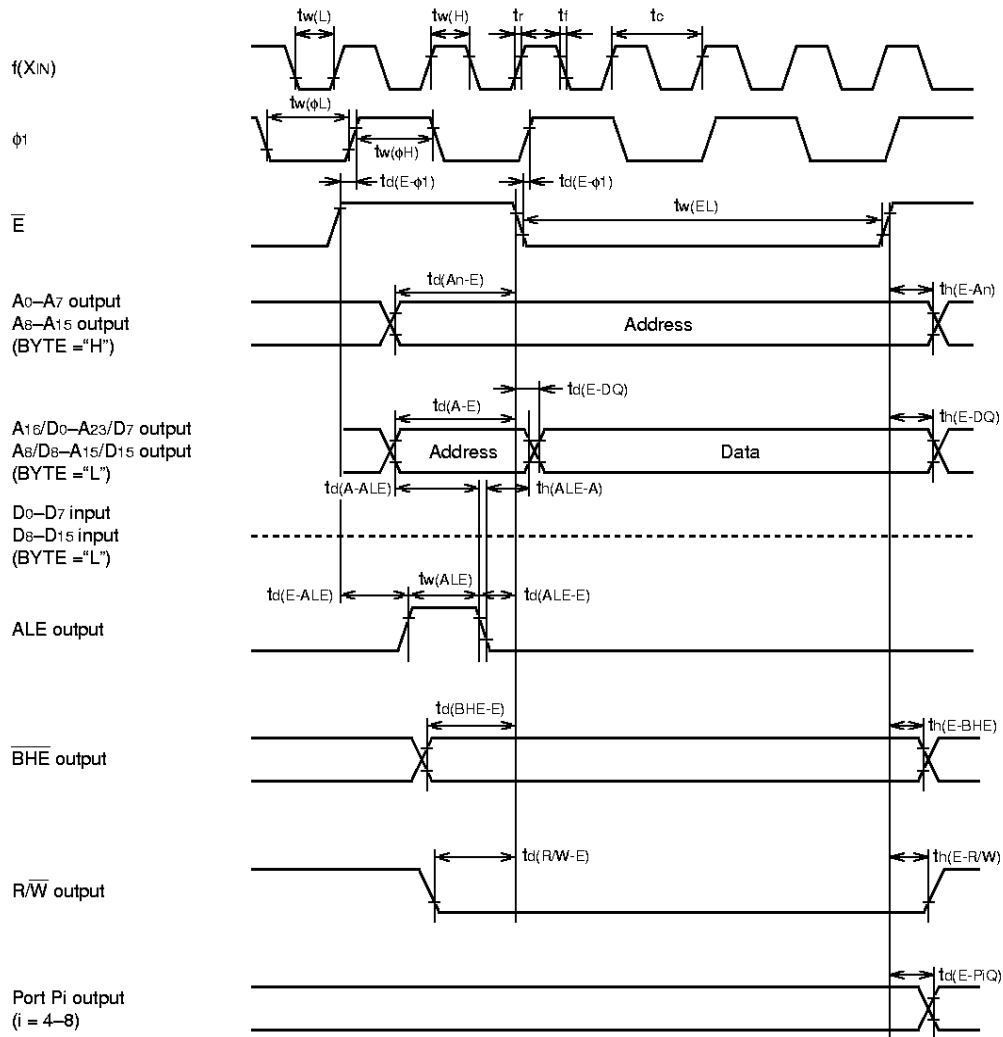 tw(L) tw(H) tr tf tc
f(XIN)
tw(ϕL)
ϕ1
tw(ϕH)
td(E-ϕ1) td(E-ϕ1)
tw(EL)
E̅
td(An-E) th(E-An)
A0–A7 output
A8–A15 output
(BYTE =“H”)
Address
td(E-DQ)
td(A-E) th(E-DQ)
A16/D0–A23/D7 output
A8/D8–A15/D15 output
(BYTE =“L”)
Address Data
td(A-ALE) th(ALE-A)
D0–D7 input
D8–D15 input
(BYTE =“L”)
tw(ALE)
td(E-ALE) td(ALE-E)
ALE output
td(BHE-E) th(E-BHE)
B̅H̅E̅ output
td(R/W-E) th(E-R/W)
R/W̅ output
td(E-PiQ)
Port Pi output
(i = 4–8)